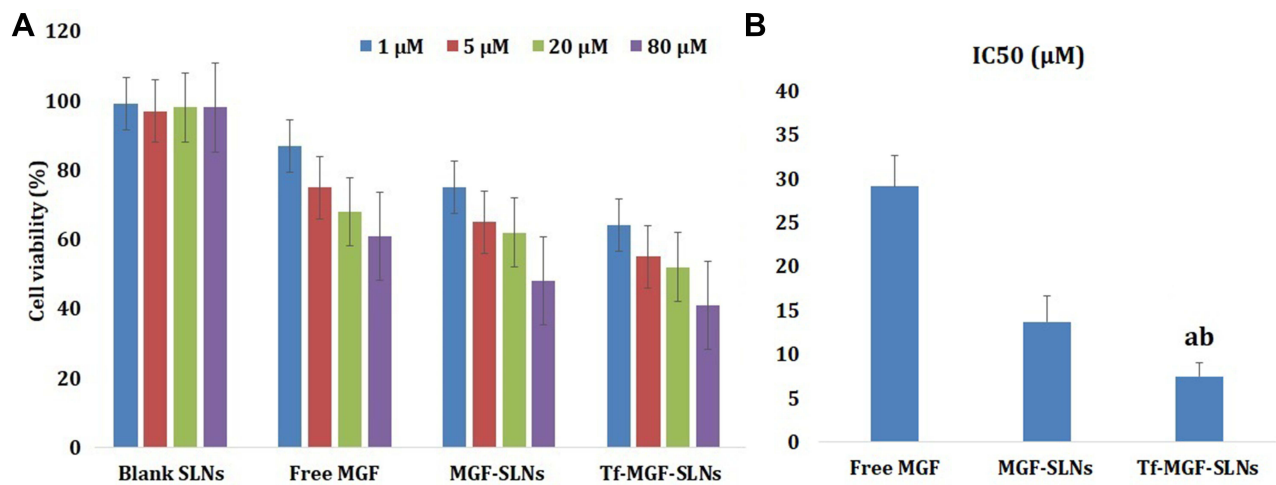 A
120
100
80
60
40
20
0
Cell viability (%)
1 µM 5 µM 20 µM 80 µM
Blank SLNs Free MGF MGF-SLNs Tf-MGF-SLNs
B
IC50 (µM)
40
35
30
25
20
15
10
5
0
ab
Free MGF MGF-SLNs Tf-MGF-SLNs